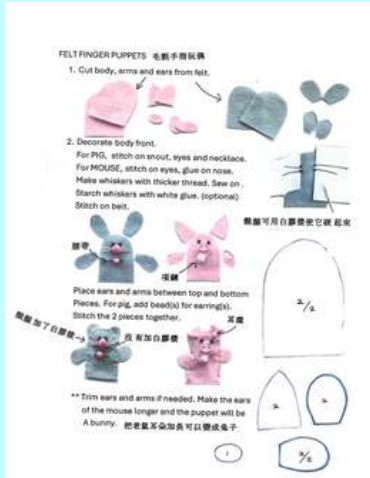 FELT FINGER PUPPETS 毛氈手指玩偶
1. Cut body, arms and ears from felt.
2. Decorate body front.
For PIG, stitch on snout, eyes and necklace.
For MOUSE, stitch on eyes, glue on nose.
Make whiskers with thicker thread. Sew on .
Starch whiskers with white glue. (optional)
Stitch on belt.
鬍鬚可用白膠漿使它硬起來
腰帶
項鏈
Place ears and arms between top and bottom
Pieces. For pig, add bead(s) for earring(s).
Stitch the 2 pieces together.
耳環
鬍鬚加了白膠漿
沒有加白膠漿
2/2
2
2
** Trim ears and arms if needed. Make the ears
of the mouse longer and the puppet will be
A bunny. 把老鼠耳朵加長可以變成兔子
1
2/2